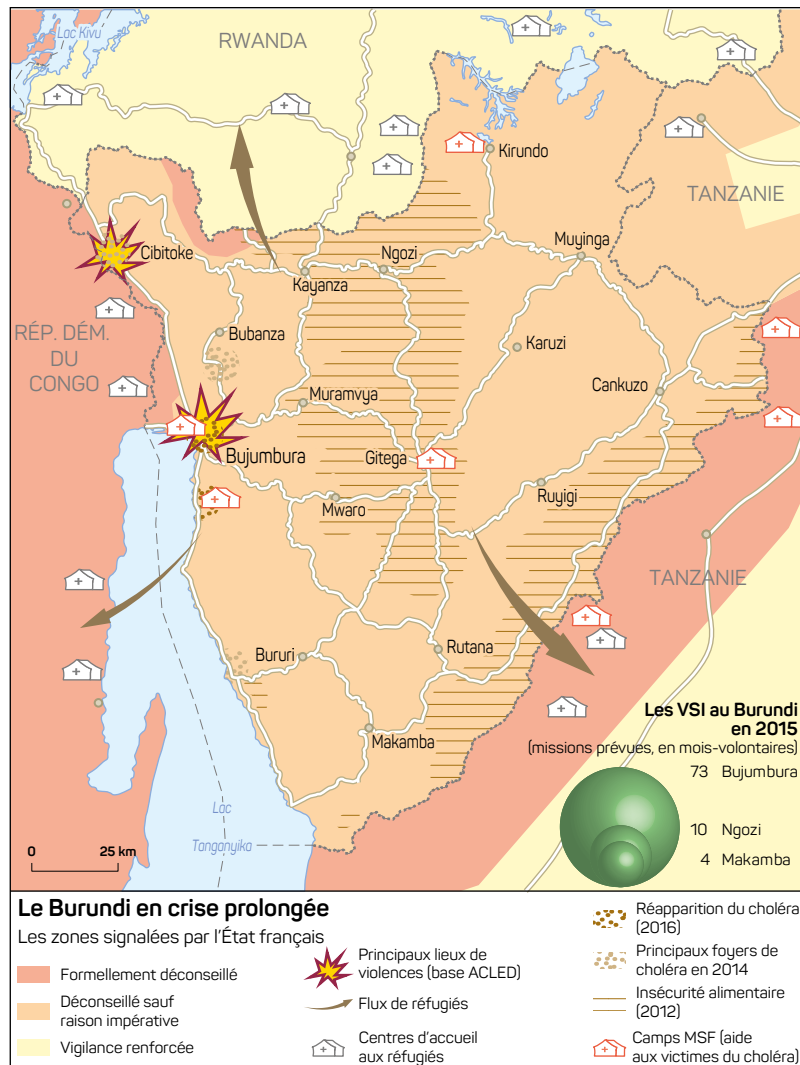 Lac Kivu
RWANDA
Kirundo
TANZANIE
Cibitoke
Ngozi
Muyinga
Kayanza
RÉP. DÉM.
DU
CONGO
Bubanza
Karuzi
Cankuzo
Muramvya
Bujumbura
Gitega
Ruyigi
Mwaro
TANZANIE
Bururi
Rutana
Makamba
Lac
Tanganyika
0 25 km
Les VSI au Burundi
en 2015
(missions prévues, en mois-volontaires)
73 Bujumbura
10 Ngozi
4 Makamba
Le Burundi en crise prolongée
Les zones signalées par l'État français
Formellement déconseillé
Déconseillé sauf
raison impérative
Vigilance renforcée
Principaux lieux de
violences (base ACLED)
Flux de réfugiés
Centres d'accueil
aux réfugiés
Réapparition du choléra
(2016)
Principaux foyers de
choléra en 2014
Insécurité alimentaire
(2012)
Camps MSF (aide
aux victimes du choléra)